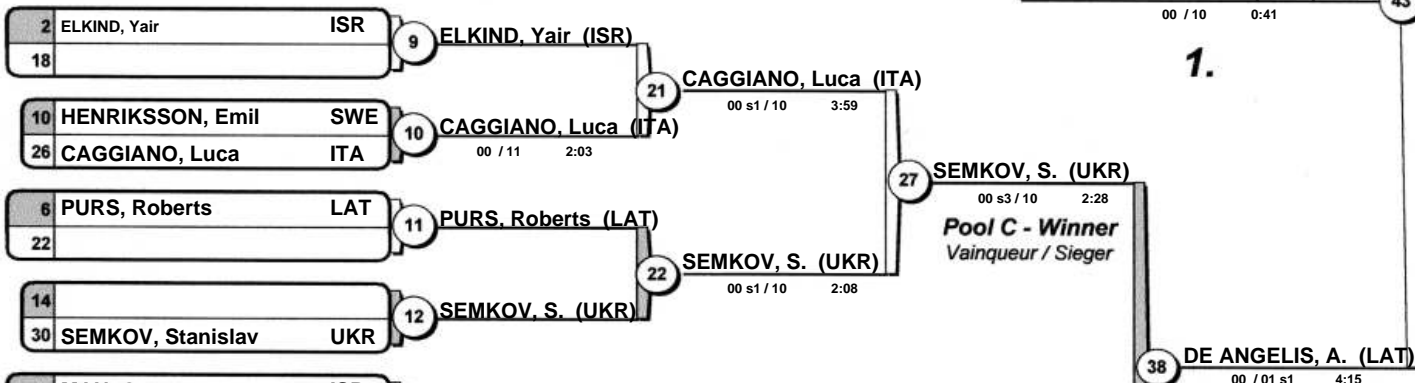 2 ELKIND, Yair ISR
18
9 ELKIND, Yair (ISR)
10 HENRIKSSON, Emil SWE
26 CAGGIANO, Luca ITA
10 CAGGIANO, Luca (ITA)
00 / 11 2:03
21 CAGGIANO, Luca (ITA)
00 s1 / 10 3:59
6 PURS, Roberts LAT
22
11 PURS, Roberts (LAT)
14
30 SEMKOV, Stanislav UKR
12 SEMKOV, S. (UKR)
22 SEMKOV, S. (UKR)
00 s1 / 10 2:08
27 SEMKOV, S. (UKR)
00 s3 / 10 2:28
Pool C - Winner
Vainqueur / Sieger
00 / 10 0:41
43
1.
38 DE ANGELIS, A. (LAT)
00 / 01 s1 4:15